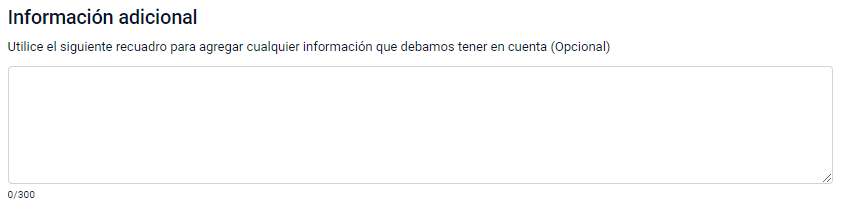 Información adicional
Utilice el siguiente recuadro para agregar cualquier información que debamos tener en cuenta (Opcional)
0/300